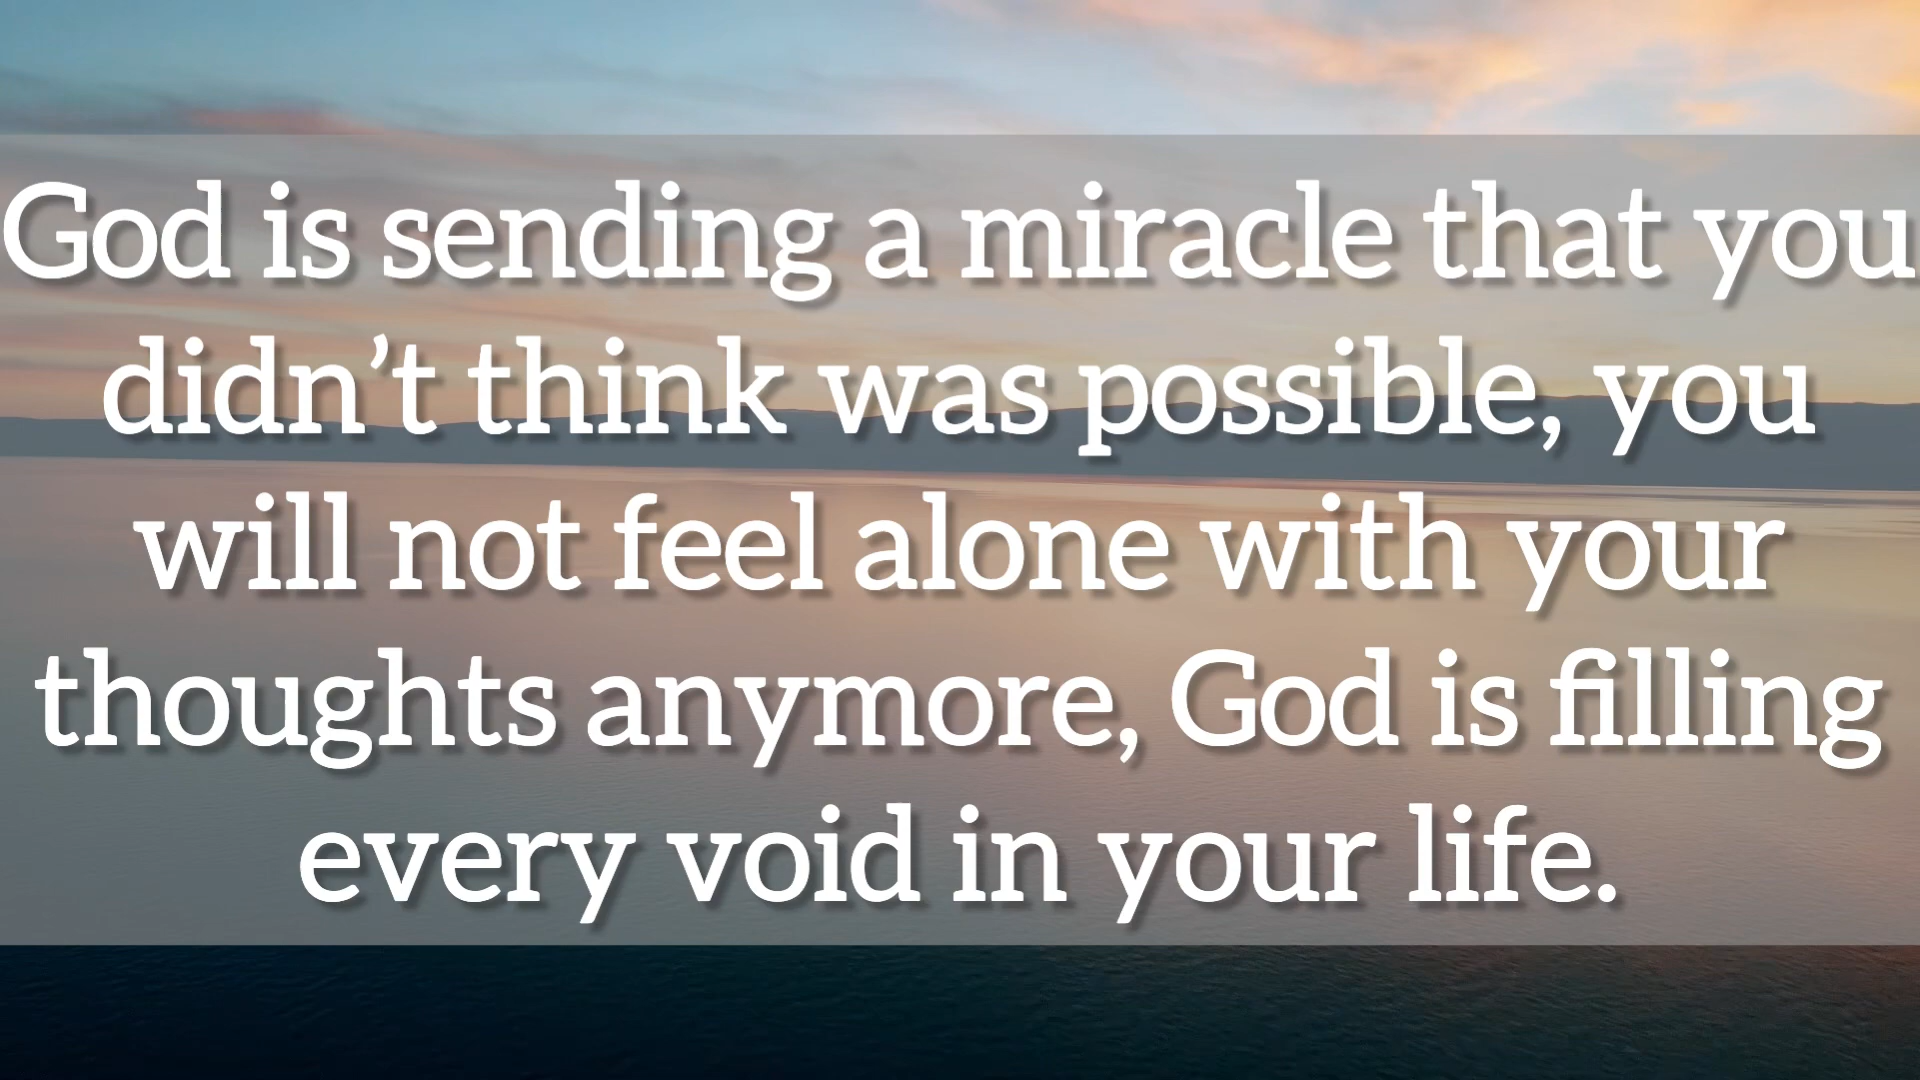 God is sending a miracle that you
didn’t think was possible, you
will not feel alone with your
thoughts anymore, God is filling
every void in your life.